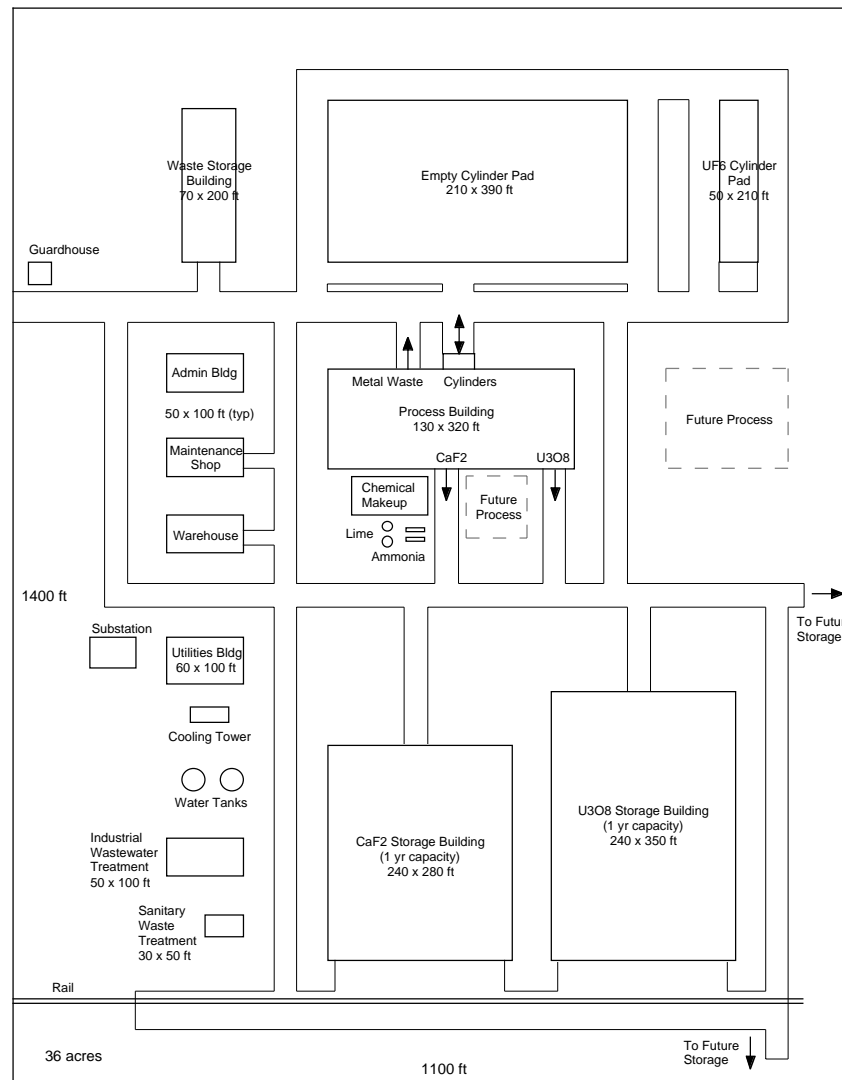 Waste Storage
Building
70 x 200 ft
Empty Cylinder Pad
210 x 390 ft
UF6 Cylinder
Pad
50 x 210 ft
Guardhouse
Admin Bldg
50 x 100 ft (typ)
Maintenance
Shop
Warehouse
Metal Waste
Cylinders
Process Building
130 x 320 ft
CaF2
U3O8
Chemical
Makeup
Lime
Ammonia
Future
Process
Future Process
1400 ft
To Futur
Storage
Substation
Utilities Bldg
60 x 100 ft
Cooling Tower
Water Tanks
Industrial
Wastewater
Treatment
50 x 100 ft
Sanitary
Waste
Treatment
30 x 50 ft
CaF2 Storage Building
(1 yr capacity)
240 x 280 ft
U3O8 Storage Building
(1 yr capacity)
240 x 350 ft
Rail
36 acres
1100 ft
To Future
Storage